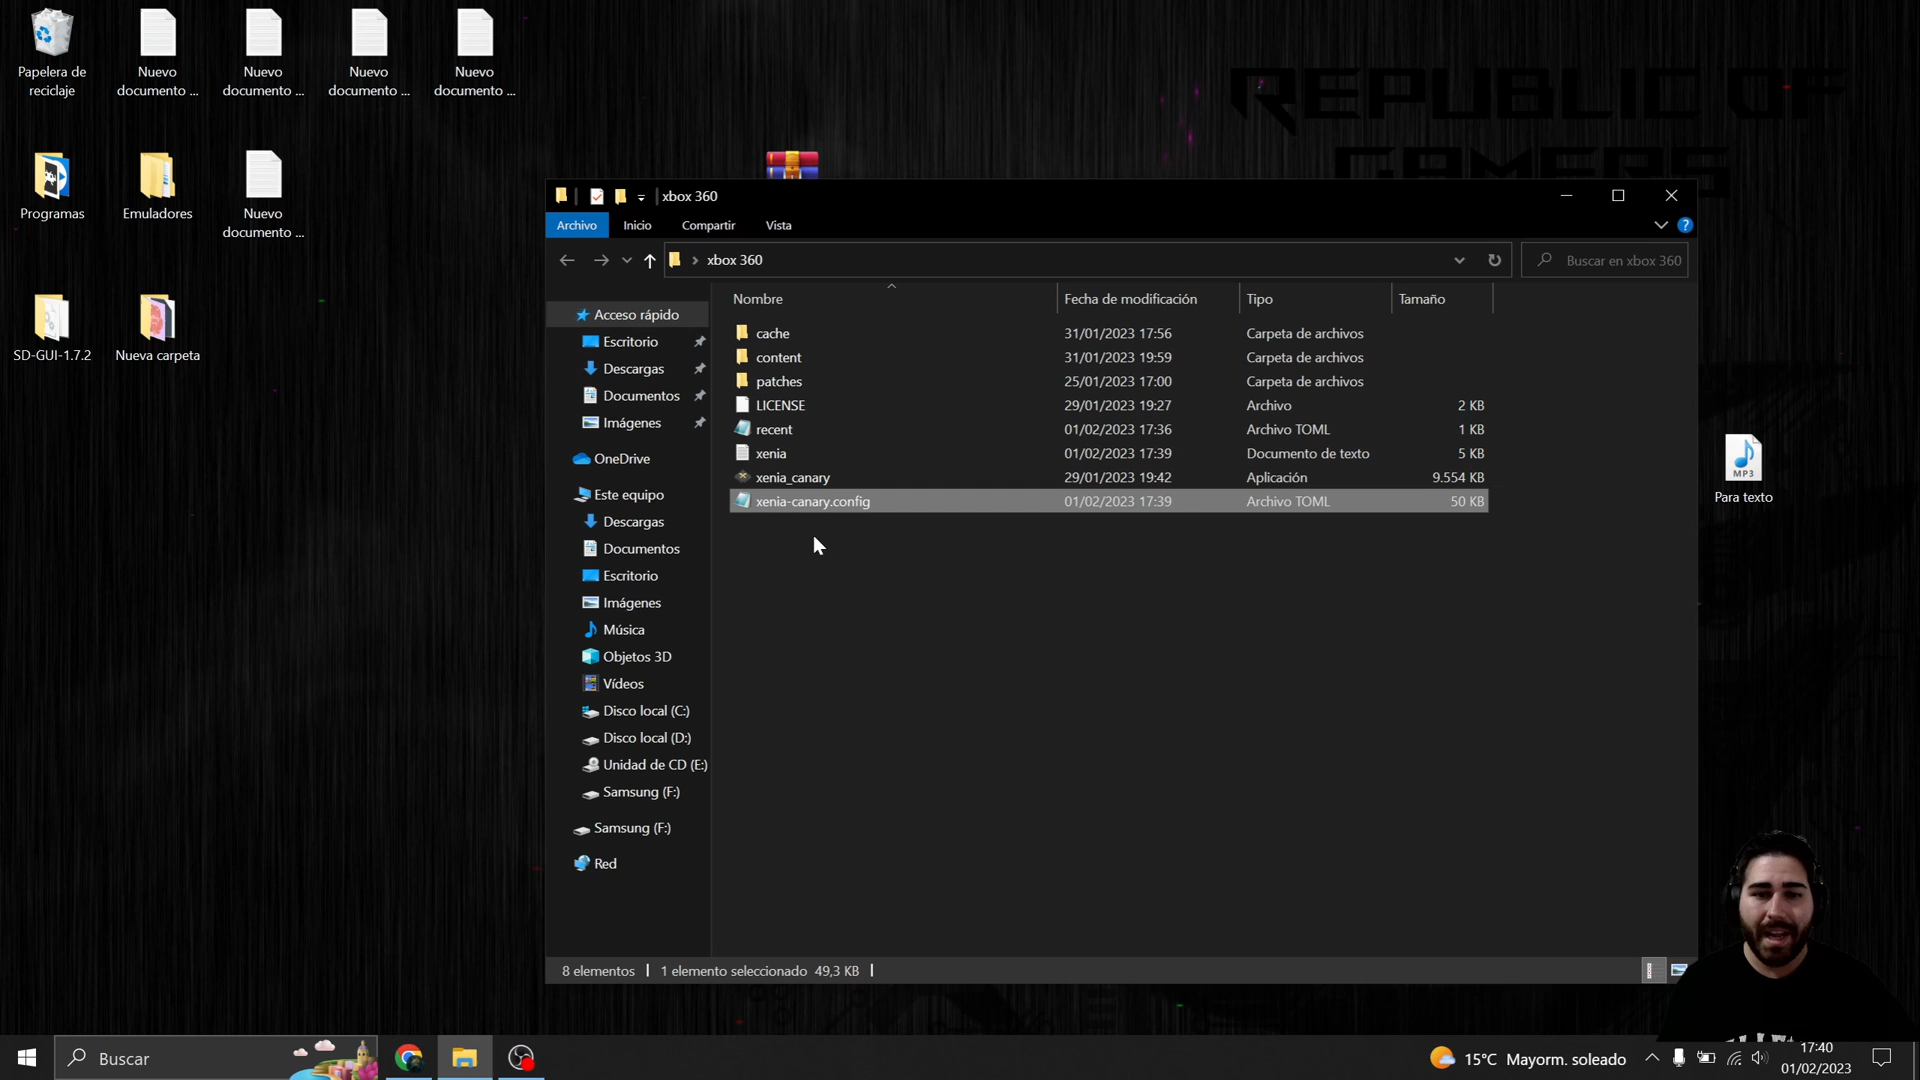 REPUBLIC OF
GAMERS
Papelera de
reciclaje
Nuevo
documento ...
Nuevo
documento ...
Nuevo
documento ...
Nuevo
documento ...
Programas
Emuladores
Nuevo
documento ...
SD-GUI-1.7.2
Nueva carpeta
xbox 360
Archivo
Inicio
Compartir
Vista
?
xbox 360
Buscar en xbox 360
Nombre
Fecha de modificación
Tipo
Tamaño
Acceso rápido
Escritorio
Descargas
Documentos
Imágenes
OneDrive
Este equipo
Descargas
Documentos
Escritorio
Imágenes
Música
Objetos 3D
Vídeos
Disco local (C:)
Disco local (D:)
Unidad de CD (E:)
Samsung (F:)
Samsung (F:)
Red
cache 31/01/2023 17:56 Carpeta de archivos
content 31/01/2023 19:59 Carpeta de archivos
patches 25/01/2023 17:00 Carpeta de archivos
LICENSE 29/01/2023 19:27 Archivo 2 KB
recent 01/02/2023 17:36 Archivo TOML 1 KB
xenia 01/02/2023 17:39 Documento de texto 5 KB
xenia_canary 29/01/2023 19:42 Aplicación 9.554 KB
xenia-canary.config 01/02/2023 17:39 Archivo TOML 50 KB
MP3
Para texto
8 elementos
1 elemento seleccionado 49,3 KB
Buscar
15°C Mayorm. soleado
17:40
01/02/2023